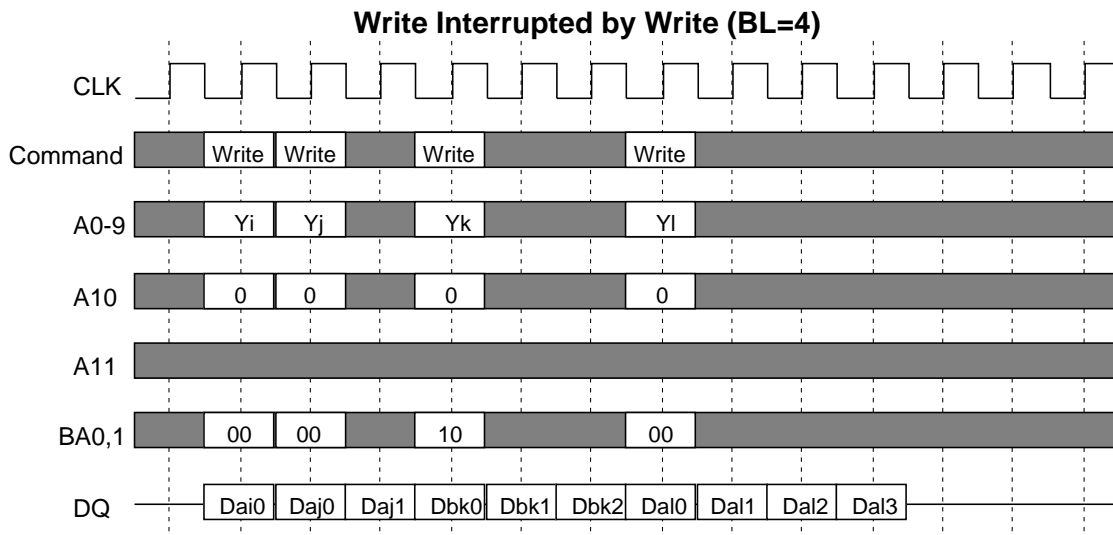 Write Interrupted by Write (BL=4)
CLK
Command Write Write Write Write
A0-9 Yi Yj Yk Yl
A10 0 0 0 0
A11
BA0,1 00 00 10 00
DQ Dai0 Daj0 Daj1 Dbk0 Dbk1 Dbk2 Dal0 Dal1 Dal2 Dal3